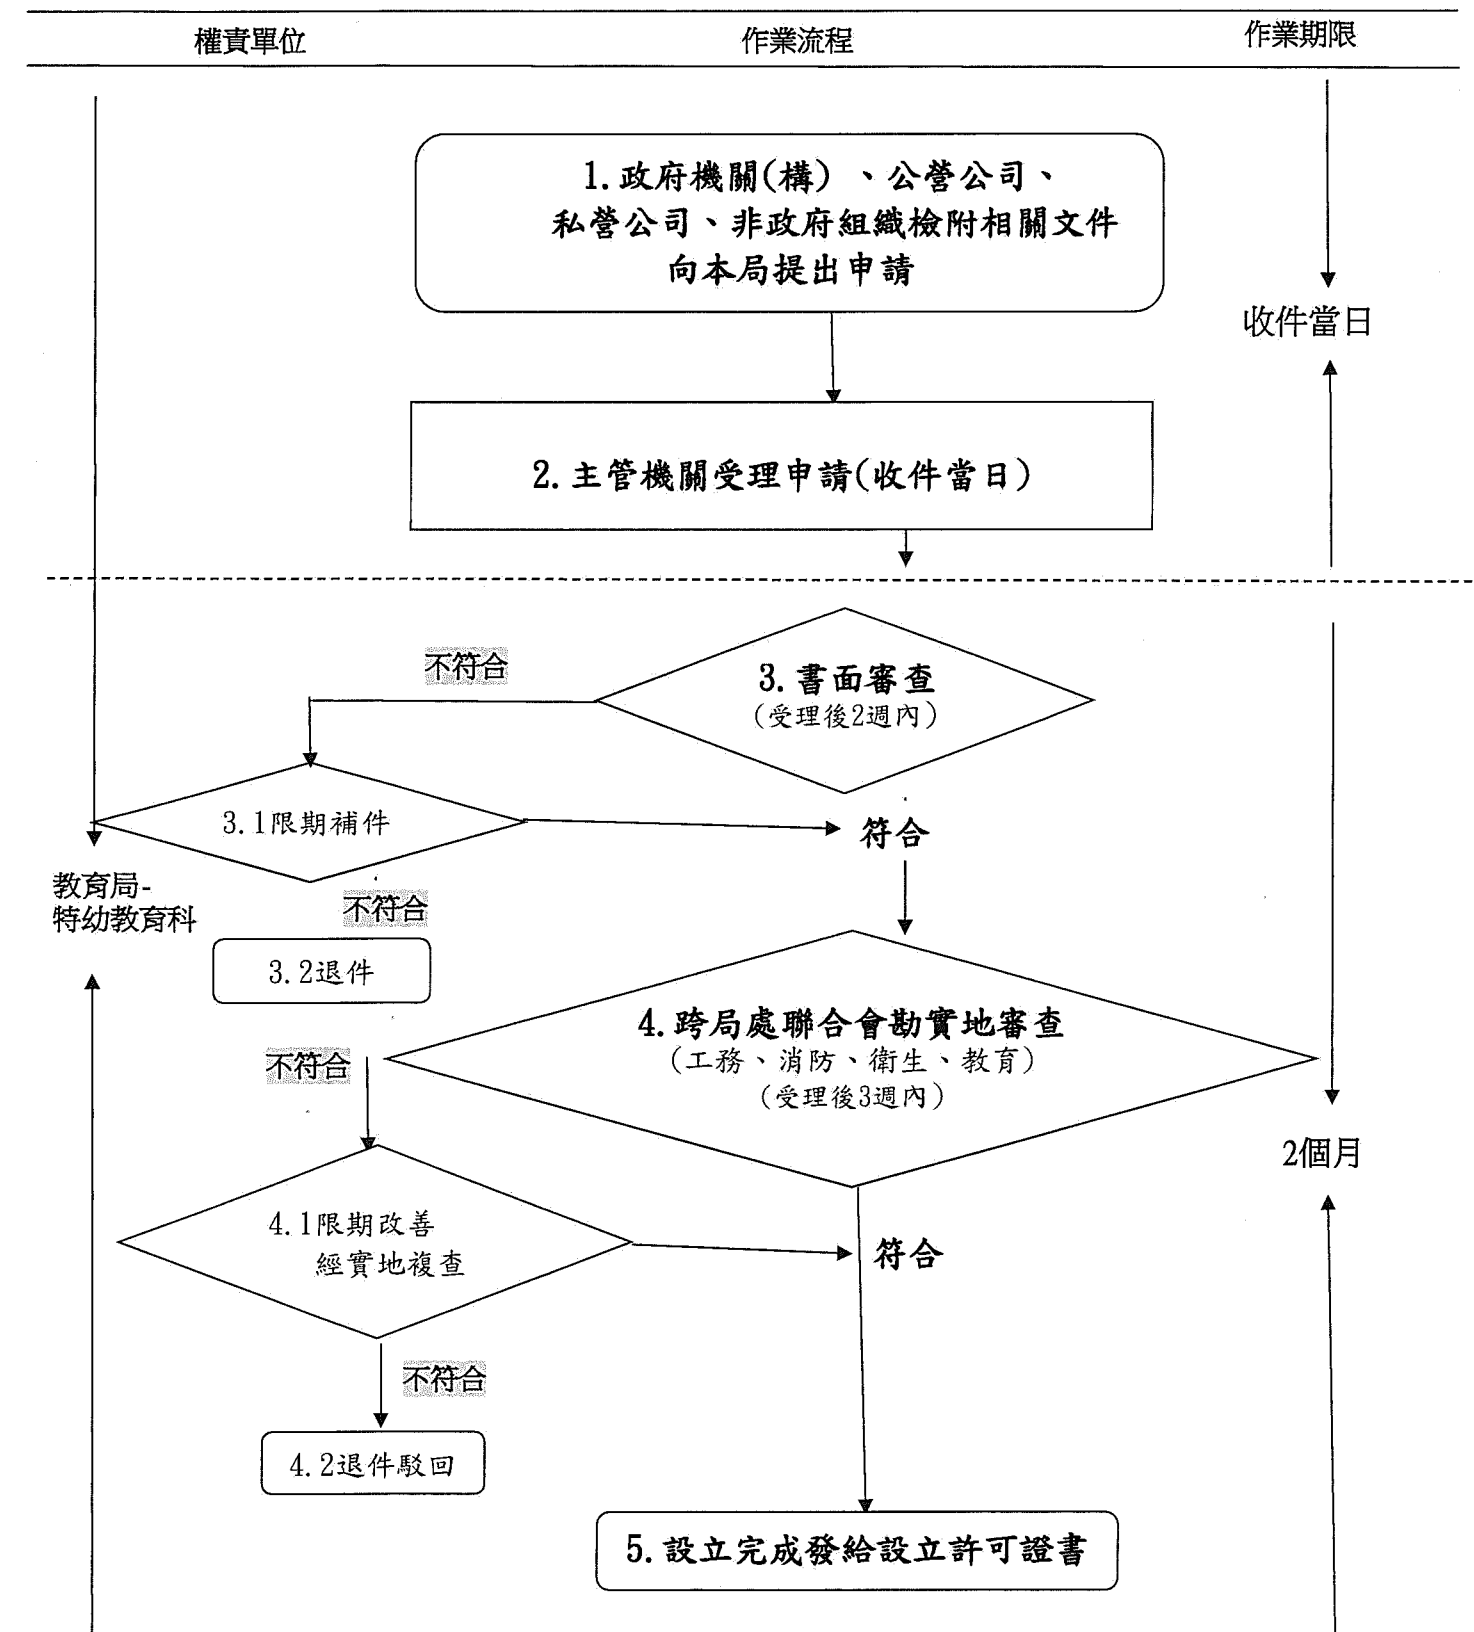 權責單位
作業流程
作業期限
1.政府機關(構)、公營公司、
私營公司、非政府組織檢附相關文件
向本局提出申請
收件當日
2.主管機關受理申請(收件當日)
不符合
3.書面審查
(受理後2週內)
3.1限期補件
符合
教育局-
特幼教育科
不符合
3.2退件
4.跨局處聯合會勘實地審查
(工務、消防、衛生、教育)
(受理後3週內)
不符合
2個月
4.1限期改善
經實地複查
符合
不符合
4.2退件駁回
5.設立完成發給設立許可證書